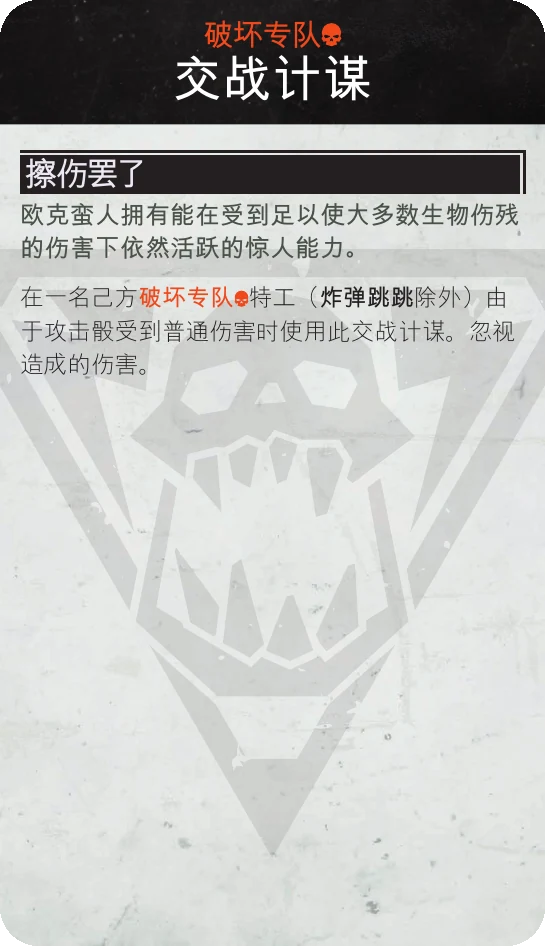 破坏专队
交战计谋
擦伤罢了
欧克蛮人拥有能在受到足以使大多数生物伤残
的伤害下依然活跃的惊人能力。
在一名己方破坏专队特工（炸弹跳跳除外）由
于攻击骰受到普通伤害时使用此交战计谋。忽视
造成的伤害。